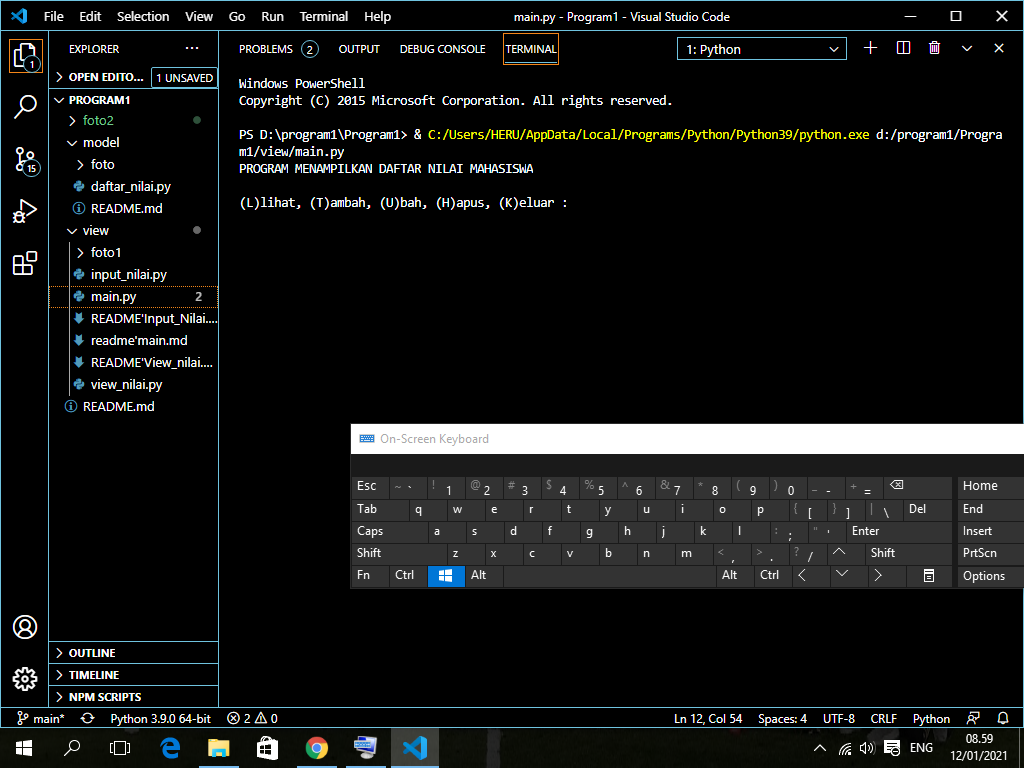 File Edit Selection View Go Run Terminal Help main.py - Program1 - Visual Studio Code
EXPLORER ...
1
OPEN EDITO... 1 UNSAVED
PROGRAM1
foto2
model
foto
daftar_nilai.py
README.md
view
foto1
input_nilai.py
main.py 2
README'Input_Nilai....
readme'main.md
README'View_nilai....
view_nilai.py
README.md
15
OUTLINE
TIMELINE
NPM SCRIPTS
PROBLEMS 2 OUTPUT DEBUG CONSOLE TERMINAL 1: Python
Windows PowerShell
Copyright (C) 2015 Microsoft Corporation. All rights reserved.
PS D:\program1\Program1> & C:/Users/HERU/AppData/Local/Programs/Python/Python39/python.exe d:/program1/Progra
m1/view/main.py
PROGRAM MENAMPILKAN DAFTAR NILAI MAHASISWA
(L)lihat, (T)ambah, (U)bah, (H)apus, (K)eluar :
On-Screen Keyboard
Esc ~ ` ! 1 @ 2 # 3 $ 4 % 5 ^ 6 & 7 * 8 ( 9 ) 0 _ - + = Home
Tab q w e r t y u i o p { [ } ] | \ Del End
Caps a s d f g h j k l : ; " ' Enter Insert
Shift z x c v b n m < , > . ? / Shift PrtScn
Fn Ctrl Alt Alt Ctrl Options
main* Python 3.9.0 64-bit 2 0 Ln 12, Col 54 Spaces: 4 UTF-8 CRLF Python
ENG
08.59
12/01/2021